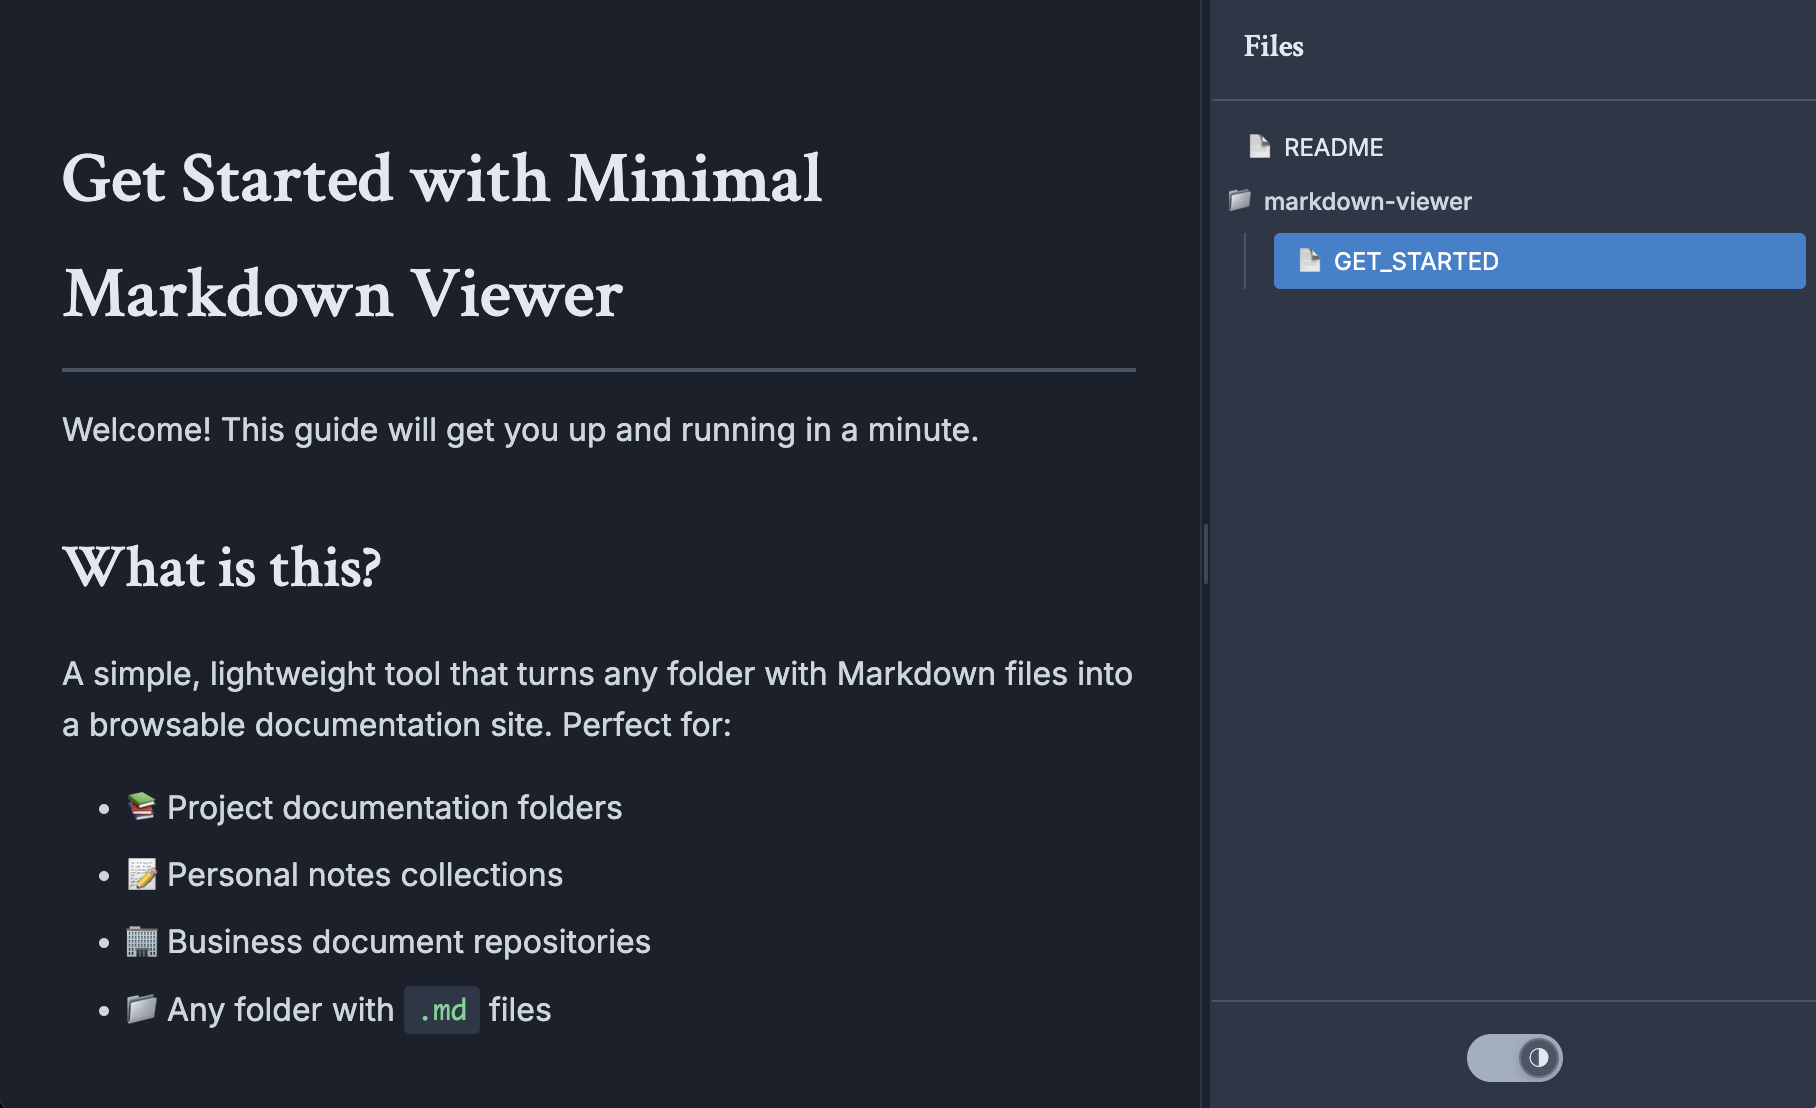 Get Started with Minimal
Markdown Viewer
Welcome! This guide will get you up and running in a minute.
What is this?
A simple, lightweight tool that turns any folder with Markdown files into
a browsable documentation site. Perfect for:
• 📚 Project documentation folders
• 📝 Personal notes collections
• 🏢 Business document repositories
• 📁 Any folder with .md files
Files
README
markdown-viewer
GET_STARTED